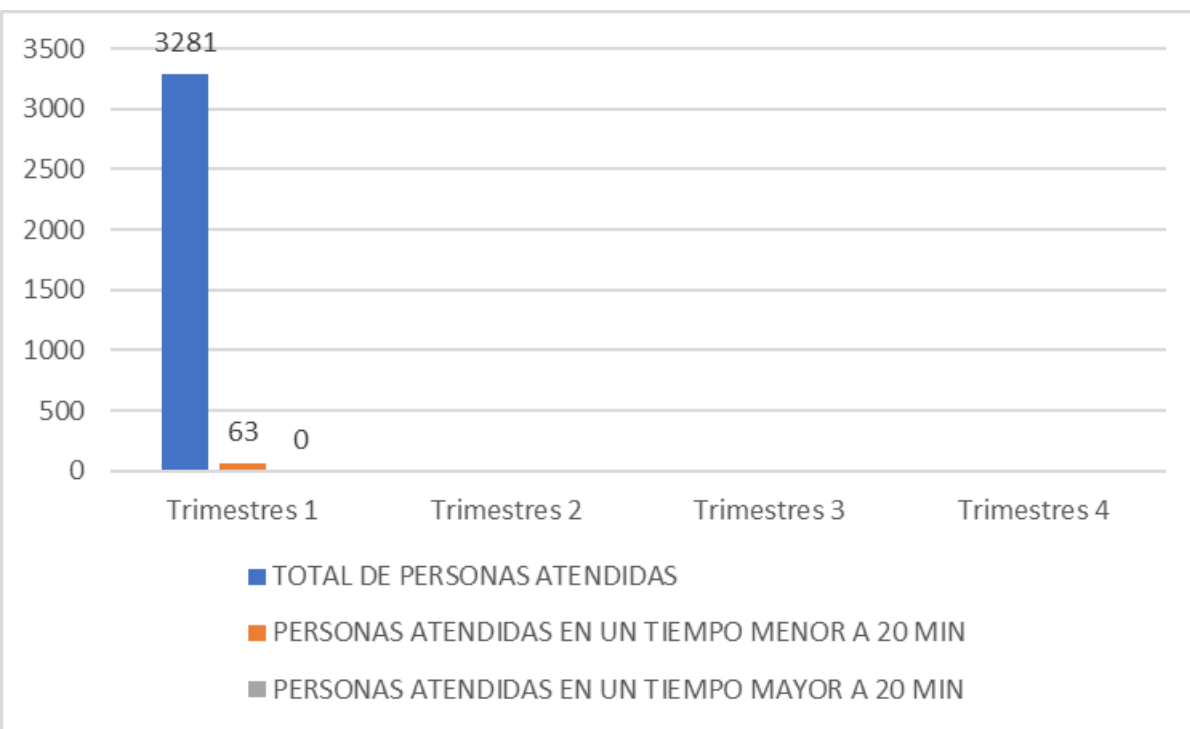 3500
3000
2500
2000
1500
1000
500
0
3281
63
0
Trimestres 1 Trimestres 2 Trimestres 3 Trimestres 4
TOTAL DE PERSONAS ATENDIDAS
PERSONAS ATENDIDAS EN UN TIEMPO MENOR A 20 MIN
PERSONAS ATENDIDAS EN UN TIEMPO MAYOR A 20 MIN